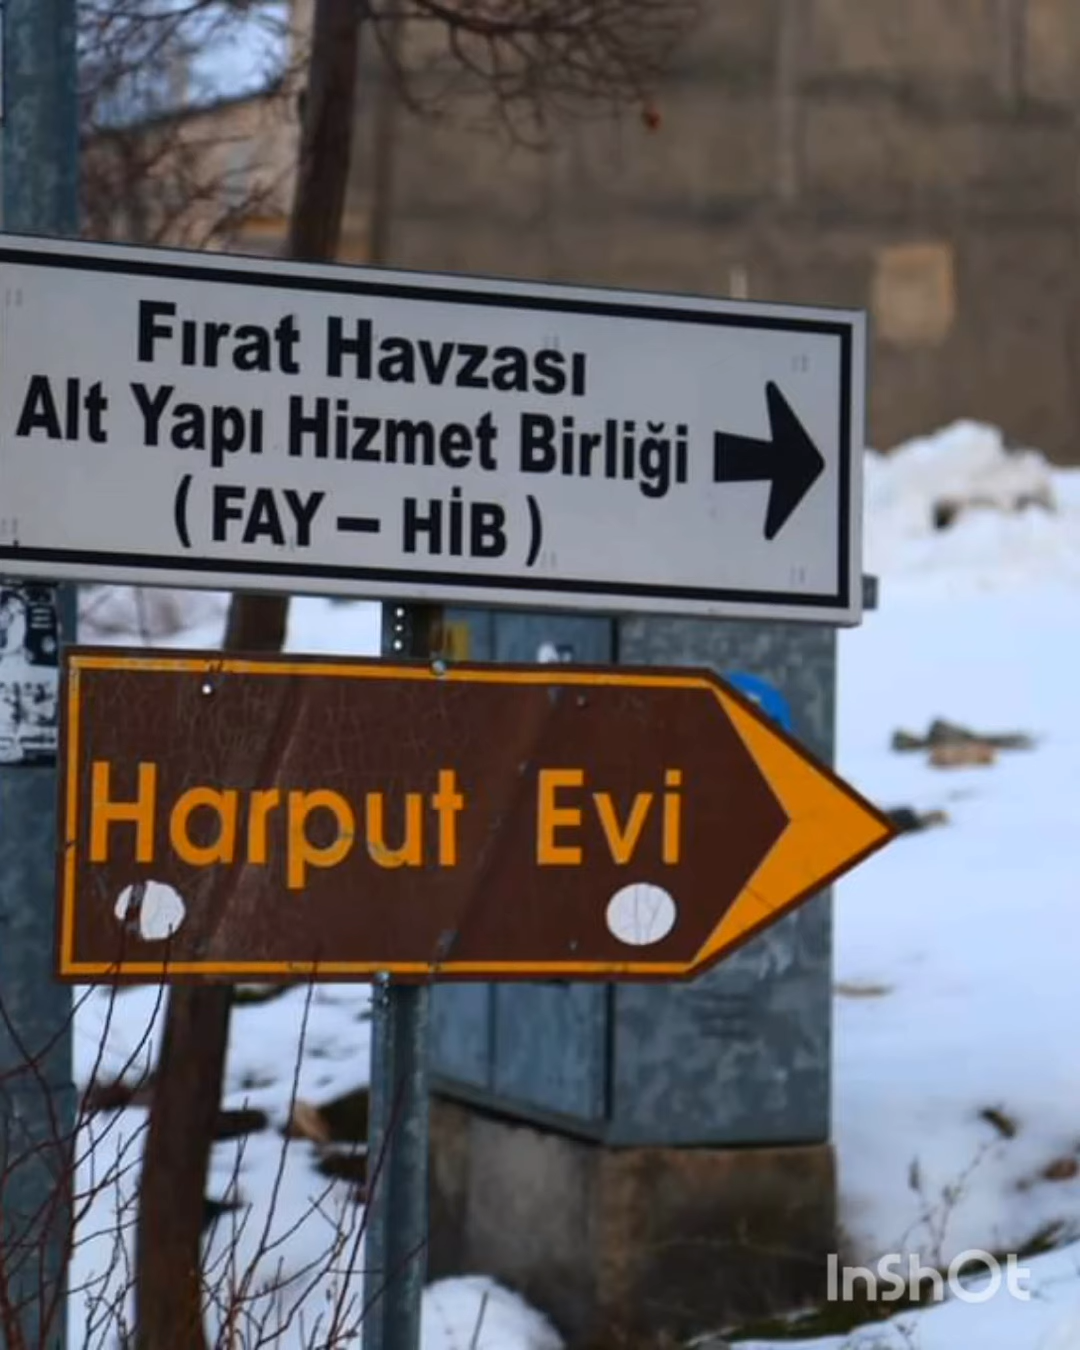 Fırat Havzası
Alt Yapı Hizmet Birliği
( FAY – HİB )
Harput Evi
InShOt